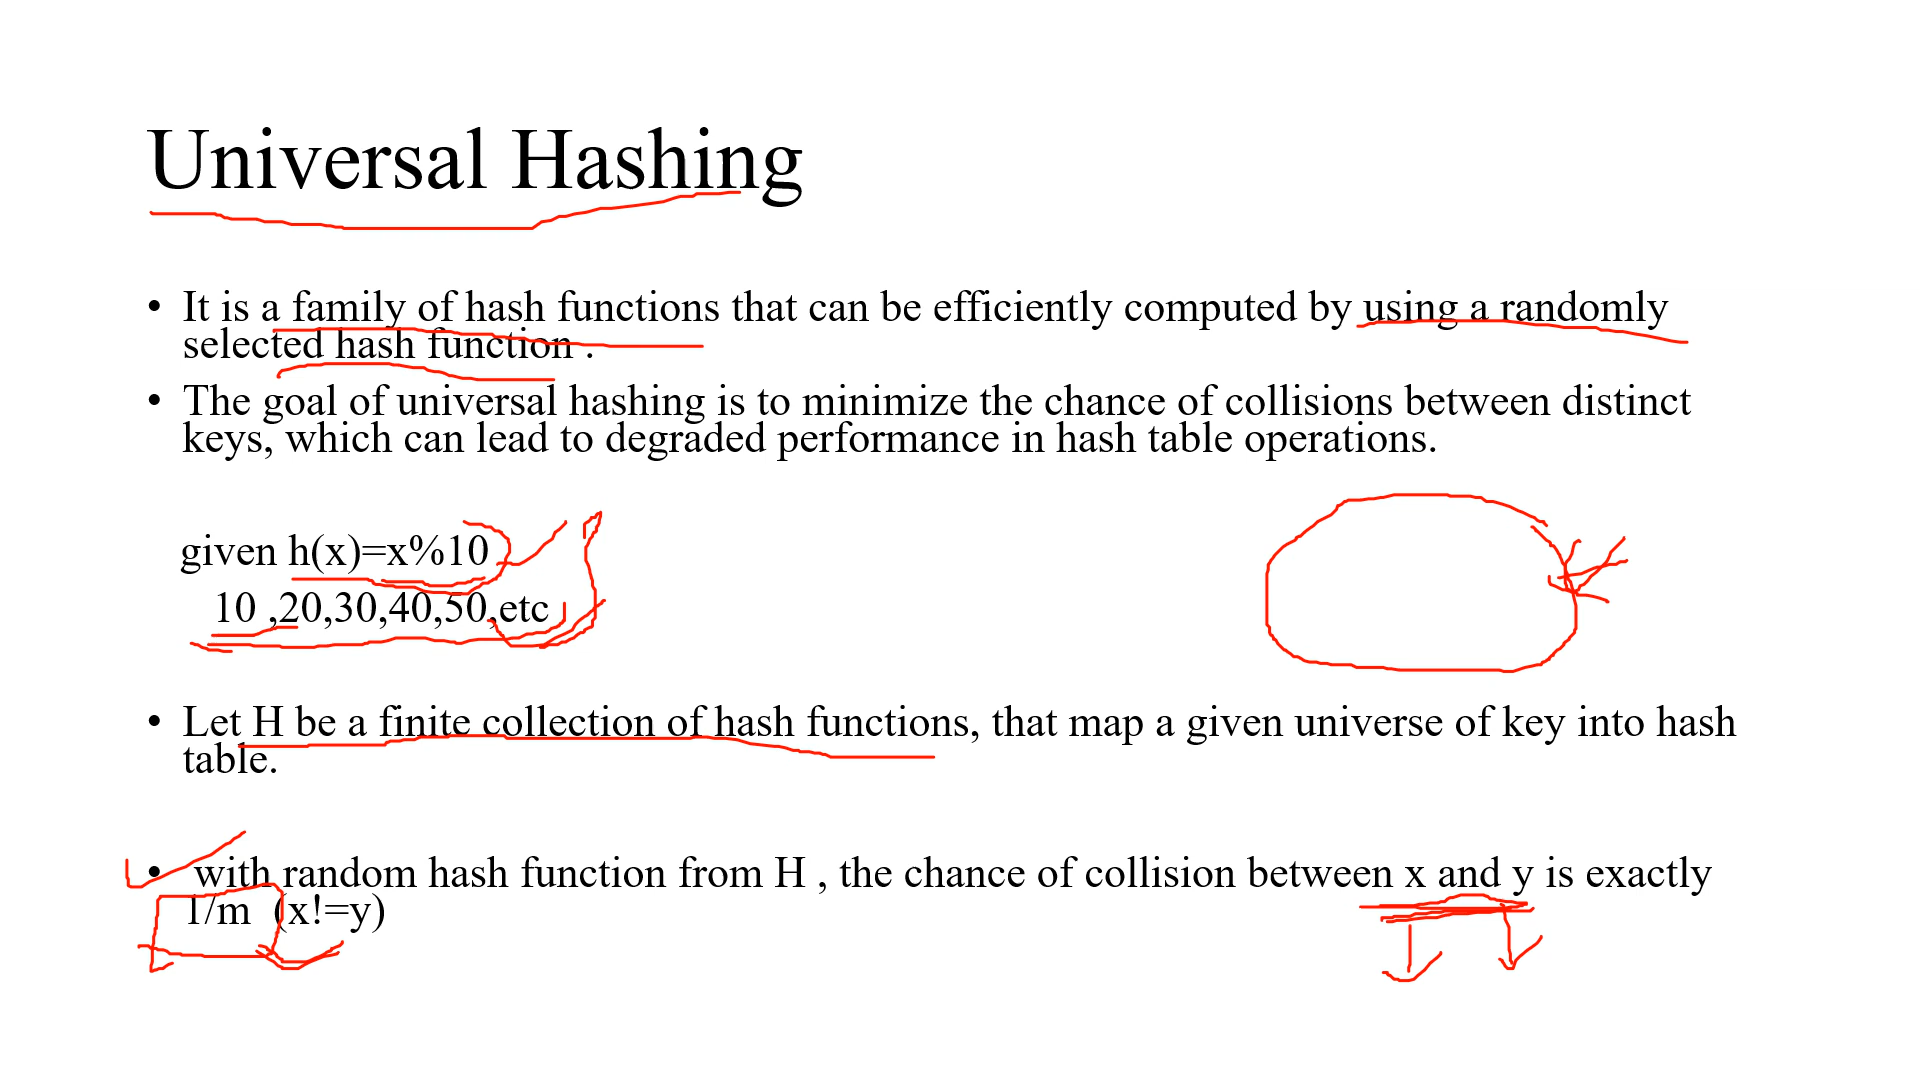 Universal Hashing
• It is a family of hash functions that can be efficiently computed by using a randomly
selected hash function .
• The goal of universal hashing is to minimize the chance of collisions between distinct
keys, which can lead to degraded performance in hash table operations.
given h(x)=x%10
10 ,20,30,40,50,etc
• Let H be a finite collection of hash functions, that map a given universe of key into hash
table.
• with random hash function from H , the chance of collision between x and y is exactly
1/m (x!=y)